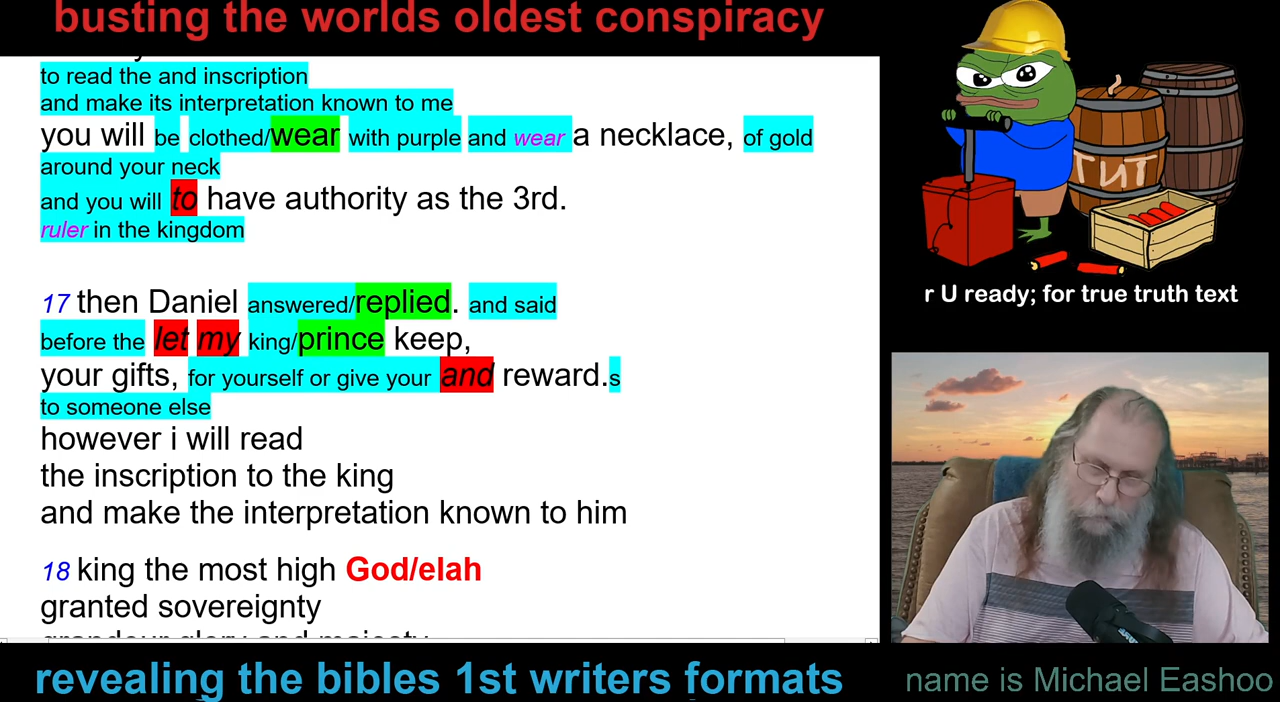 busting the worlds oldest conspiracy
to read the and inscription
and make its interpretation known to me
you will be clothed/wear with purple and wear a necklace, of gold
around your neck
and you will to have authority as the 3rd.
ruler in the kingdom
17 then Daniel answered/replied. and said
before the let my king/prince keep,
your gifts, for yourself or give your and reward.s
to someone else
however i will read
the inscription to the king
and make the interpretation known to him
18 king the most high God/elah
granted sovereignty
grandeur glory and majesty
TNT
r U ready; for true truth text
revealing the bibles 1st writers formats
name is Michael Eashoo